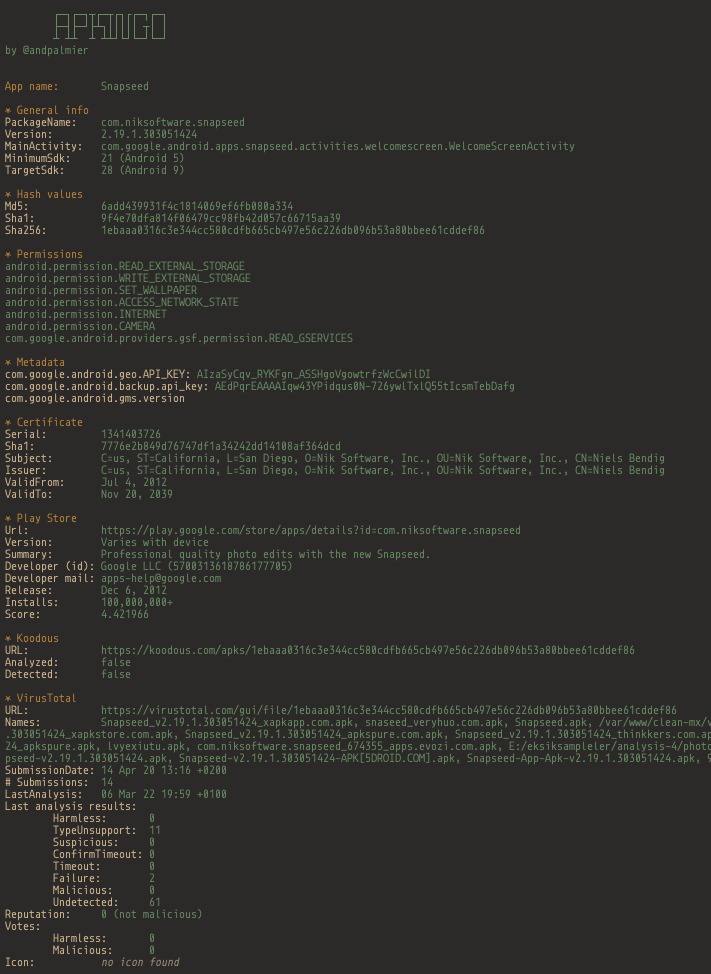 by @andpalmier
App name: Snapseed
* General info
PackageName: com.niksoftware.snapseed
Version: 2.19.1.303051424
MainActivity: com.google.android.apps.snapseed.activities.welcomescreen.WelcomeScreenActivity
MinimumSdk: 21 (Android 5)
TargetSdk: 28 (Android 9)
* Hash values
Md5: 6add439931f4c1814069ef6fb080a334
Sha1: 9f4e70dfa814f06479cc98fb42d057c66715aa39
Sha256: 1ebaaa0316c3e344cc580cdfb665cb497e56c226db096b53a80bbee61cddef86
* Permissions
android.permission.READ_EXTERNAL_STORAGE
android.permission.WRITE_EXTERNAL_STORAGE
android.permission.SET_WALLPAPER
android.permission.ACCESS_NETWORK_STATE
android.permission.INTERNET
android.permission.CAMERA
com.google.android.providers.gsf.permission.READ_GSERVICES
* Metadata
com.google.android.geo.API_KEY: AIzaSyCqv_RYKFgn_ASSHgoVgowtrfzWcCwilDI
com.google.android.backup.api_key: AEdPqrEAAAAIqw43YPidqus0N-726ywlTxlQ55tIcsmTebDafg
com.google.android.gms.version
* Certificate
Serial: 1341403726
Sha1: 7776e2b849d76747df1a34242dd14108af364dcd
Subject: C=us, ST=California, L=San Diego, O=Nik Software, Inc., OU=Nik Software, Inc., CN=Niels Bendig
Issuer: C=us, ST=California, L=San Diego, O=Nik Software, Inc., OU=Nik Software, Inc., CN=Niels Bendig
ValidFrom: Jul 4, 2012
ValidTo: Nov 20, 2039
* Play Store
Url: https://play.google.com/store/apps/details?id=com.niksoftware.snapseed
Version: Varies with device
Summary: Professional quality photo edits with the new Snapseed.
Developer (id): Google LLC (5700313618786177705)
Developer mail: apps-help@google.com
Release: Dec 6, 2012
Installs: 100,000,000+
Score: 4.421966
* Koodous
URL: https://koodous.com/apks/1ebaaa0316c3e344cc580cdfb665cb497e56c226db096b53a80bbee61cddef86
Analyzed: false
Detected: false
* VirusTotal
URL: https://virustotal.com/gui/file/1ebaaa0316c3e344cc580cdfb665cb497e56c226db096b53a80bbee61cddef86
Names: Snapseed_v2.19.1.303051424_xapkapp.com.apk, snaseed_veryhuo.com.apk, Snapseed.apk, /var/www/clean-mx/v
.303051424_xapkstore.com.apk, Snapseed_v2.19.1.303051424_apkspure.com.apk, Snapseed_v2.19.1.303051424_thinkkers.com.ap
24_apkspure.apk, lvyexiutu.apk, com.niksoftware.snapseed_674355_apps.evozi.com.apk, E:/eksiksampleler/analysis-4/photo
pseed-v2.19.1.303051424-APK[5DROID.COM].apk, Snapseed-App-Apk-v2.19.1.303051424.apk,
SubmissionDate: 14 Apr 20 13:16 +0200
# Submissions: 14
LastAnalysis: 06 Mar 22 19:59 +0100
Last analysis results:
Harmless: 0
TypeUnsupport: 11
Suspicious: 0
ConfirmTimeout: 0
Timeout: 0
Failure: 2
Malicious: 0
Undetected: 61
Reputation: 0 (not malicious)
Votes:
Harmless: 0
Malicious: 0
Icon: no icon found